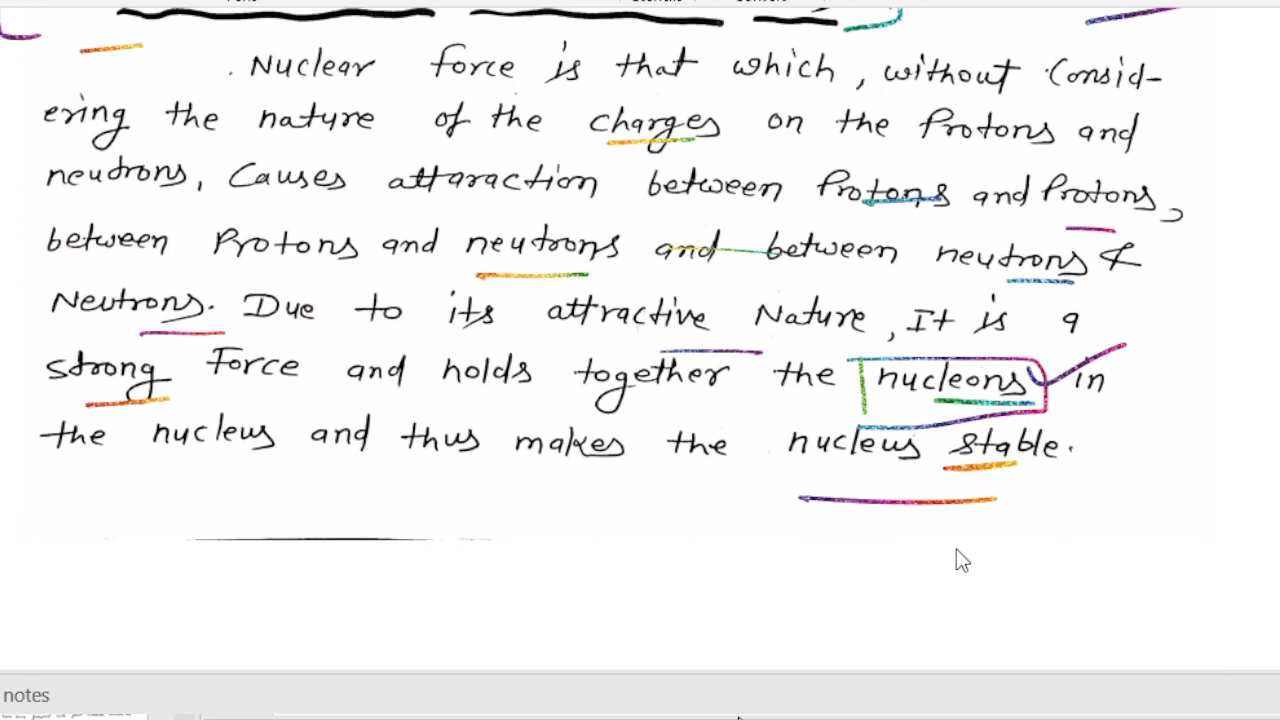 . Nuclear force is that which, without Consid-
ering the nature of the charges on the Protons and
neutrons, Causes attaraction between Protons and Protons,
between Protons and neutrons and between neutrons &
Neutrons. Due to its attractive Nature, It is a
strong Force and holds together the nucleons in
the nucleus and thus makes the nucleus stable.
notes